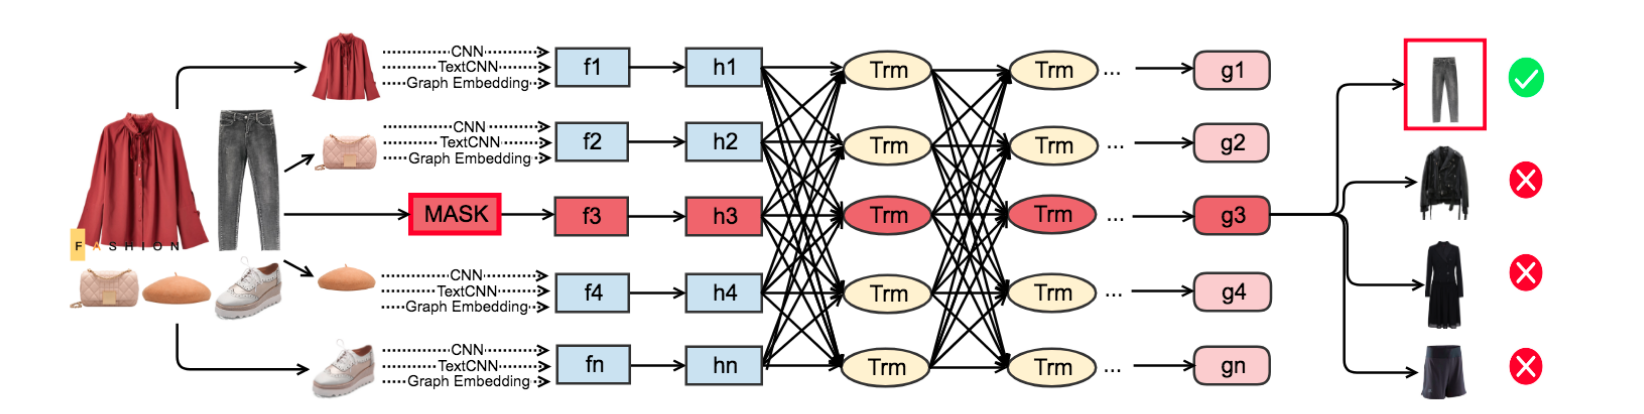 CNN
TextCNN
Graph Embedding
f1
h1
Trm
Trm
...
g1
CNN
TextCNN
Graph Embedding
f2
h2
Trm
Trm
...
g2
MASK
f3
h3
Trm
Trm
...
g3
FASHION
CNN
TextCNN
Graph Embedding
f4
h4
Trm
Trm
...
g4
CNN
TextCNN
Graph Embedding
fn
hn
Trm
Trm
...
gn